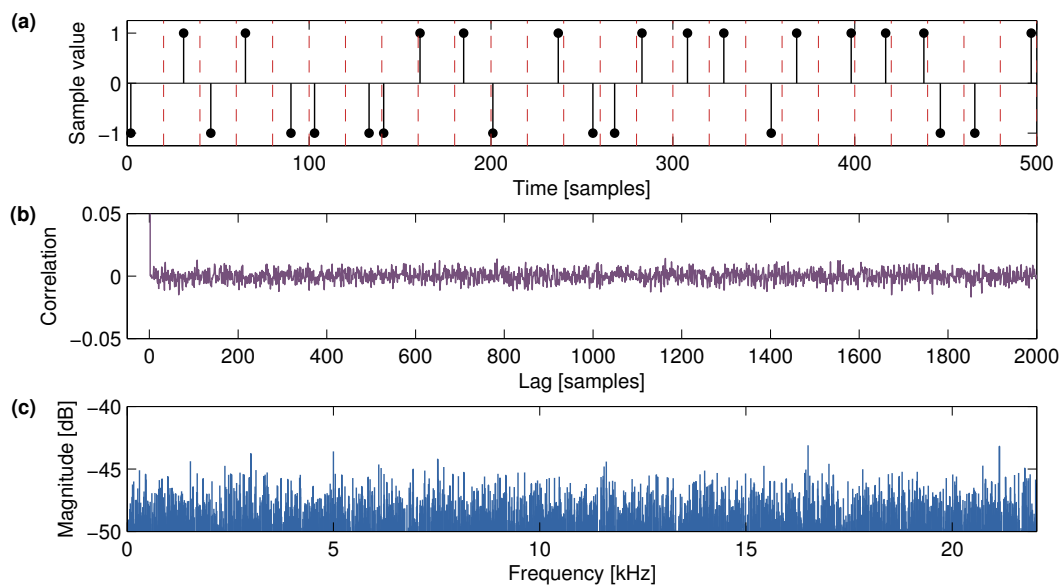 (a)
Sample value
1
0
−1
0 100 200 300 400 500
Time [samples]
(b)
Correlation
0.05
0
−0.05
0 200 400 600 800 1000 1200 1400 1600 1800 2000
Lag [samples]
(c)
Magnitude [dB]
−40
−45
−50
0 5 10 15 20
Frequency [kHz]